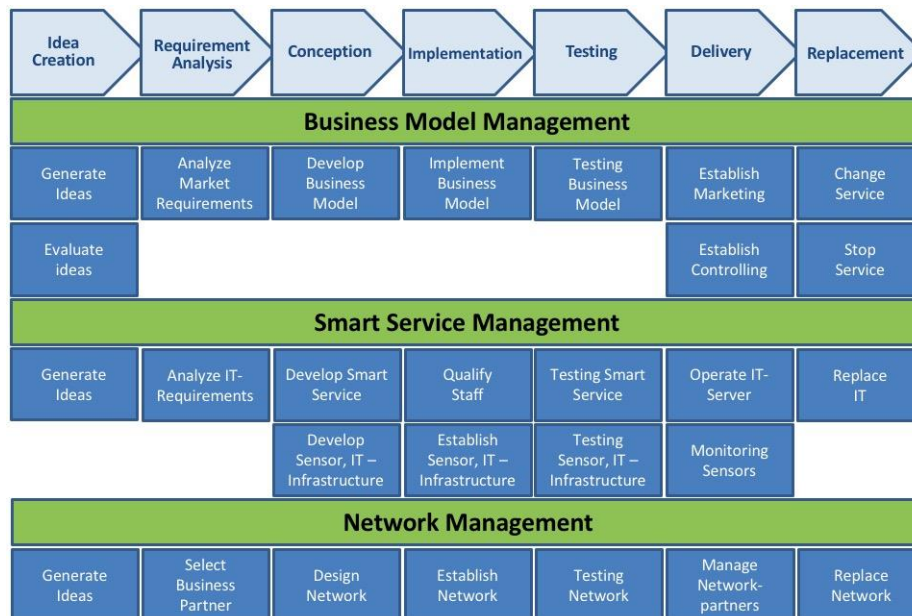 Idea
Creation
Requirement
Analysis
Conception
Implementation
Testing
Delivery
Replacement
Business Model Management
Generate
Ideas
Analyze
Market
Requirements
Develop
Business
Model
Implement
Business
Model
Testing
Business
Model
Establish
Marketing
Change
Service
Evaluate
ideas
Establish
Controlling
Stop
Service
Smart Service Management
Generate
Ideas
Analyze IT-
Requirements
Develop Smart
Service
Qualify
Staff
Testing Smart
Service
Operate IT-
Server
Replace
IT
Develop
Sensor, IT –
Infrastructure
Establish
Sensor, IT –
Infrastructure
Testing
Sensor, IT –
Infrastructure
Monitoring
Sensors
Network Management
Generate
Ideas
Select
Business
Partner
Design
Network
Establish
Network
Testing
Network
Manage
Network-
partners
Replace
Network